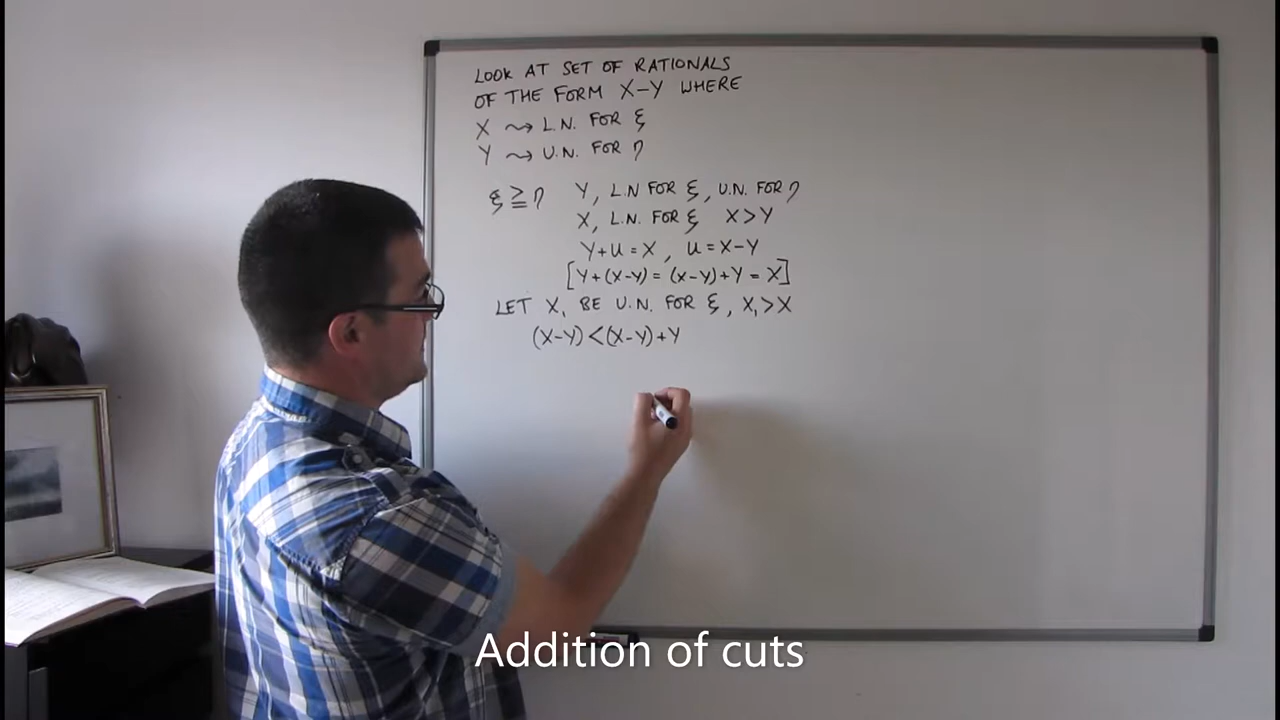 LOOK AT SET OF RATIONALS
OF THE FORM X-Y WHERE
X ⇝ L.N. FOR ξ
Y ⇝ U.N. FOR η
ξ ≧ η Y, L.N FOR ξ, U.N. FOR η
X, L.N. FOR ξ X>Y
Y+U = X , U = X-Y
[Y+(X-Y) = (X-Y)+Y = X]
LET X₁ BE U.N. FOR ξ, X₁>X
(X-Y) < (X-Y)+Y
Addition of cuts